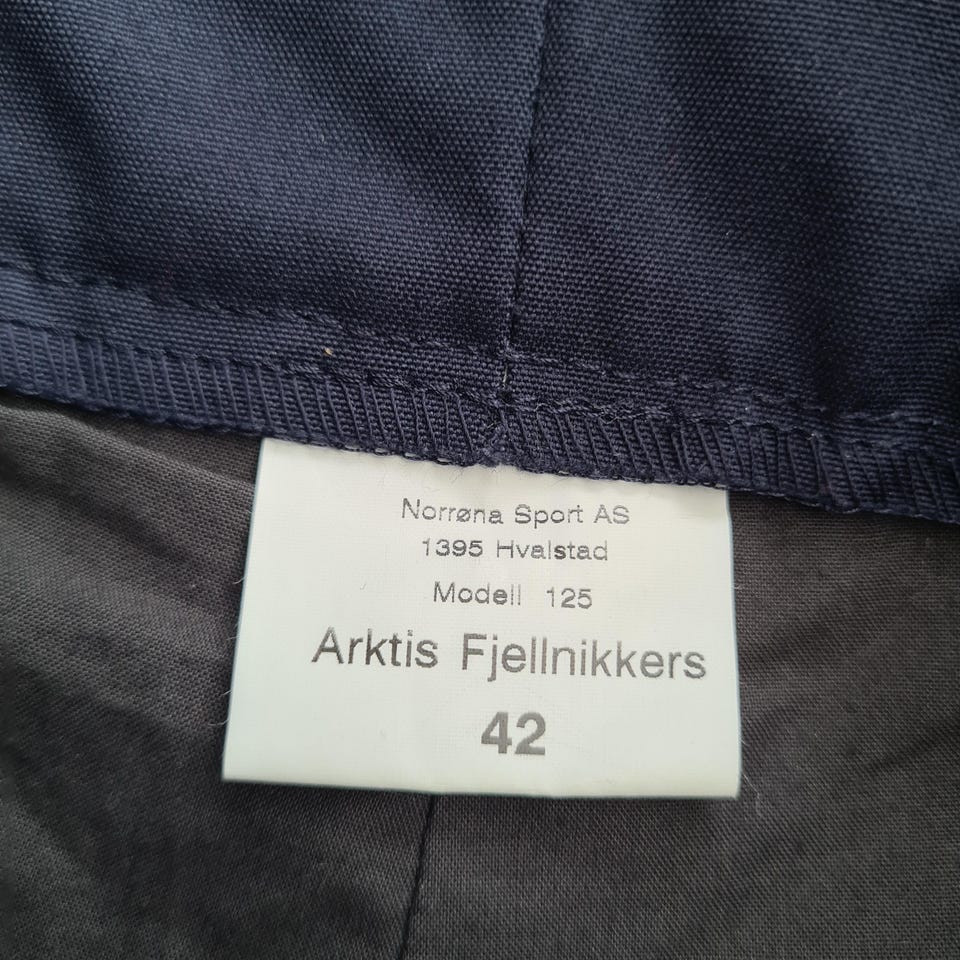 Norrøna Sport AS
1395 Hvalstad
Modell 125
Arktis Fjellnikkers
42